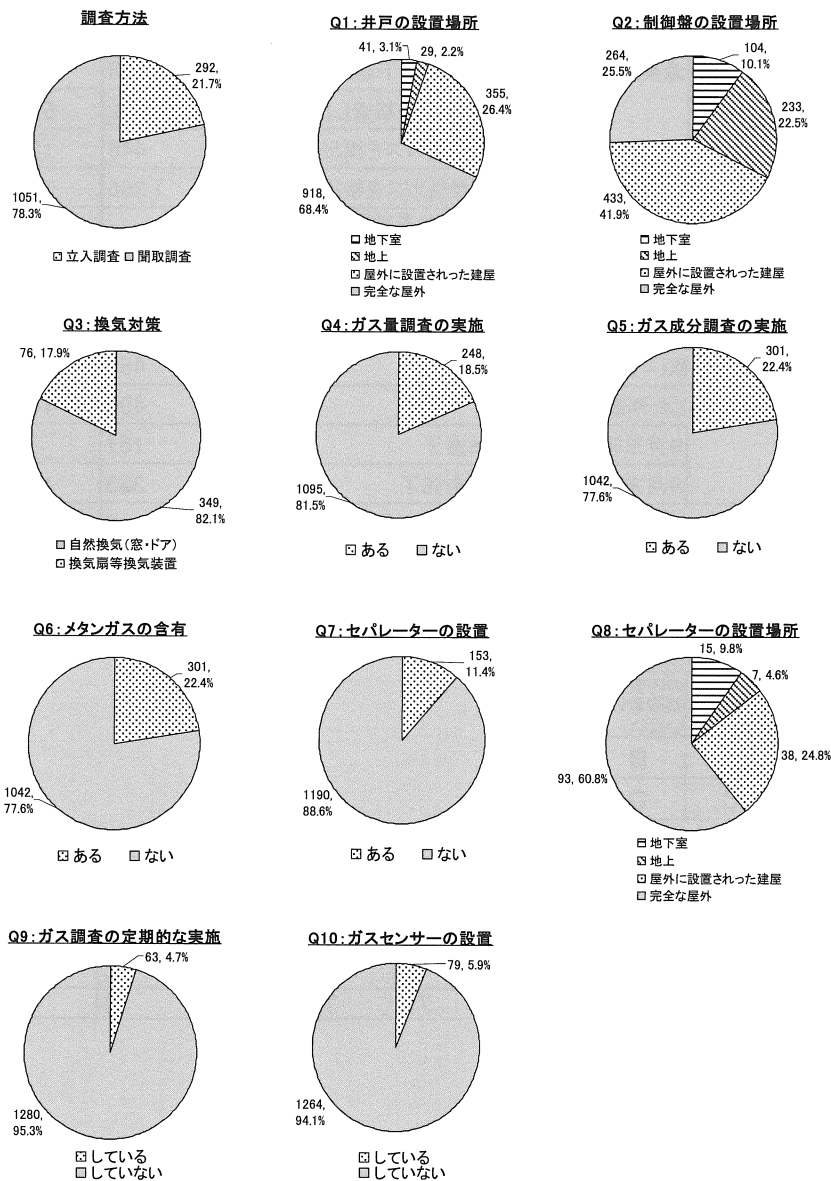 調査方法
292,
21.7%
1051,
78.3%
立入調査 聞取調査
Q1:井戸の設置場所
41, 3.1%
29, 2.2%
355,
26.4%
918,
68.4%
地下室
地上
屋外に設置されった建屋
完全な屋外
Q2:制御盤の設置場所
104,
10.1%
264,
25.5%
233,
22.5%
433,
41.9%
地下室
地上
屋外に設置されった建屋
完全な屋外
Q3:換気対策
76, 17.9%
349,
82.1%
自然換気(窓・ドア)
換気扇等換気装置
Q4:ガス量調査の実施
248,
18.5%
1095,
81.5%
ある ない
Q5:ガス成分調査の実施
301,
22.4%
1042,
77.6%
ある ない
Q6:メタンガスの含有
301,
22.4%
1042,
77.6%
ある ない
Q7:セパレーターの設置
153,
11.4%
1190,
88.6%
ある ない
Q8:セパレーターの設置場所
15, 9.8%
7, 4.6%
38, 24.8%
93, 60.8%
地下室
地上
屋外に設置されった建屋
完全な屋外
Q9:ガス調査の定期的な実施
63, 4.7%
1280,
95.3%
している
していない
Q10:ガスセンサーの設置
79, 5.9%
1264,
94.1%
している
していない